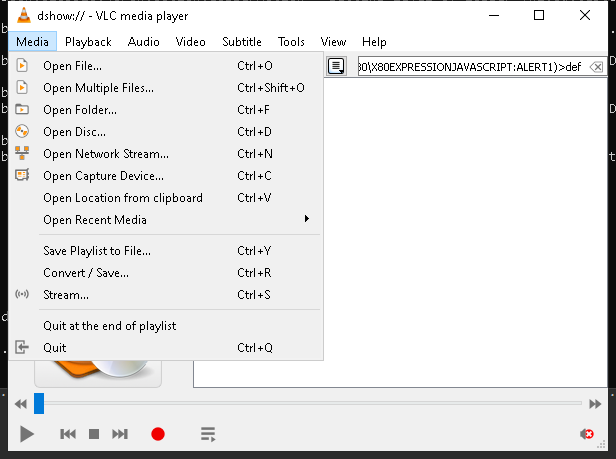 dshow:// - VLC media player
Media Playback Audio Video Subtitle Tools View Help
Open File... Ctrl+O
Open Multiple Files... Ctrl+Shift+O
Open Folder... Ctrl+F
Open Disc... Ctrl+D
Open Network Stream... Ctrl+N
Open Capture Device... Ctrl+C
Open Location from clipboard Ctrl+V
Open Recent Media
Save Playlist to File... Ctrl+Y
Convert / Save... Ctrl+R
Stream... Ctrl+S
Quit at the end of playlist
Quit Ctrl+Q
80\X80EXPRESSIONJAVASCRIPT:ALERT1)>def